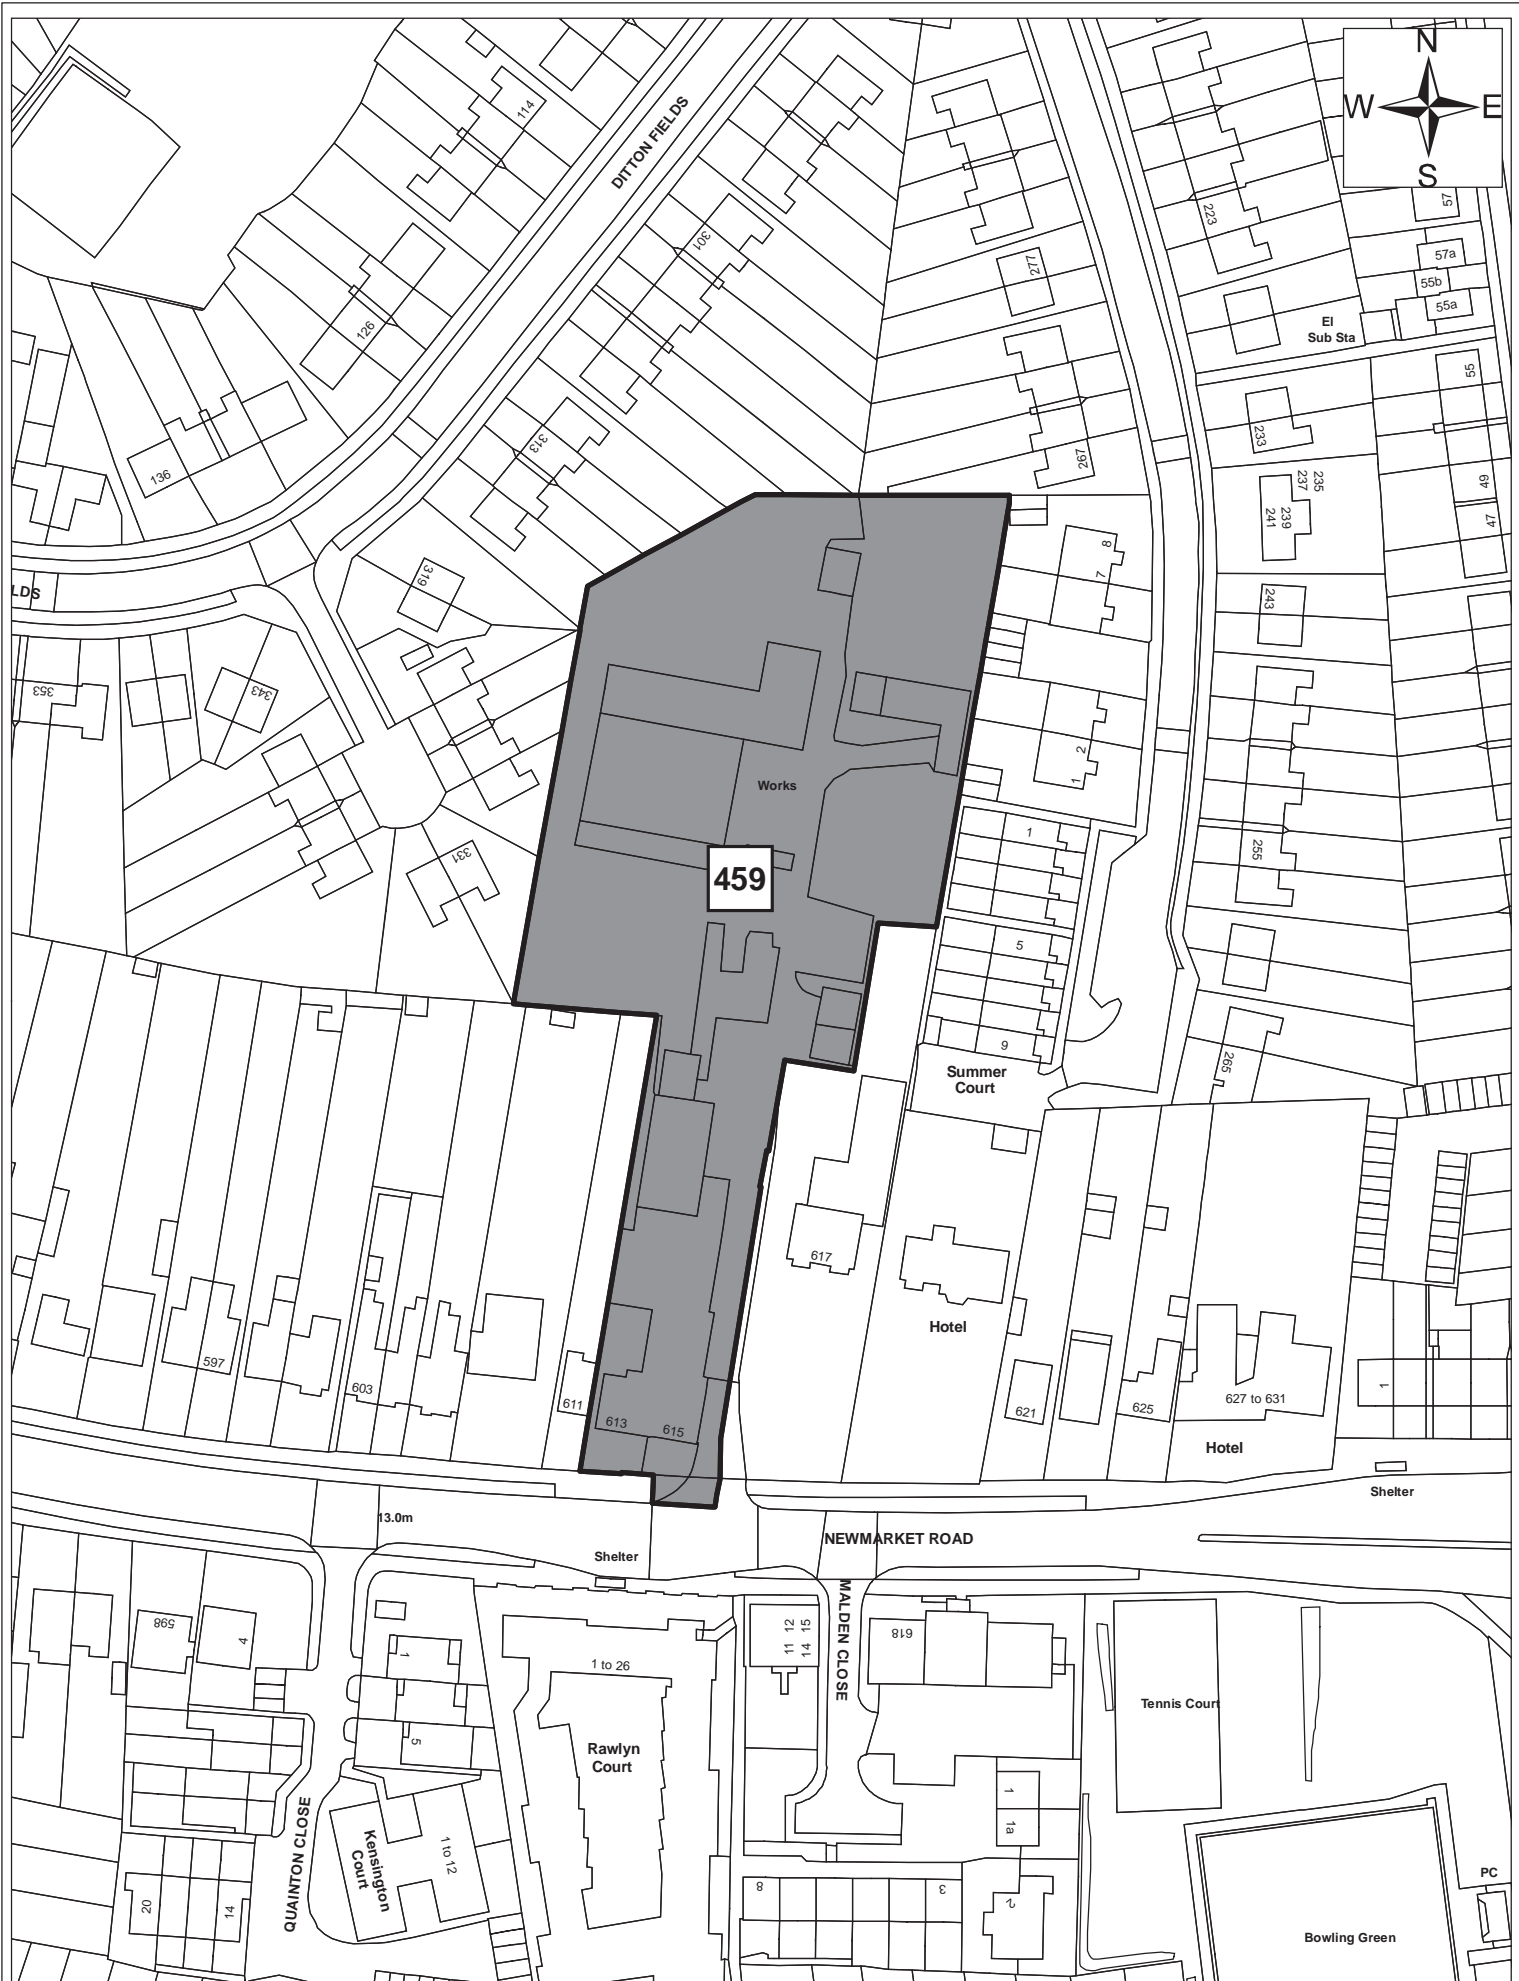 N
W E
S
114
DITTON FIELDS
223
57
301
57a
277
55b
55a
126
El
Sub Sta
55
313
233
267
136
49
235
237
239
241
47
8
7
319
243
LDS
353
343
2
1
Works
1
331
255
459
5
9
Summer
Court
265
617
Hotel
597
603
611
613
615
621
625
627 to 631
1
Hotel
Shelter
13.0m
NEWMARKET ROAD
Shelter
MALDEN CLOSE
598
4
1
11 12
14 15
618
1 to 26
Tennis Court
5
Rawlyn
Court
1
1a
QUAINTON CLOSE
Kensington
Court
1 to 12
PC
8
3
2
20
14
Bowling Green